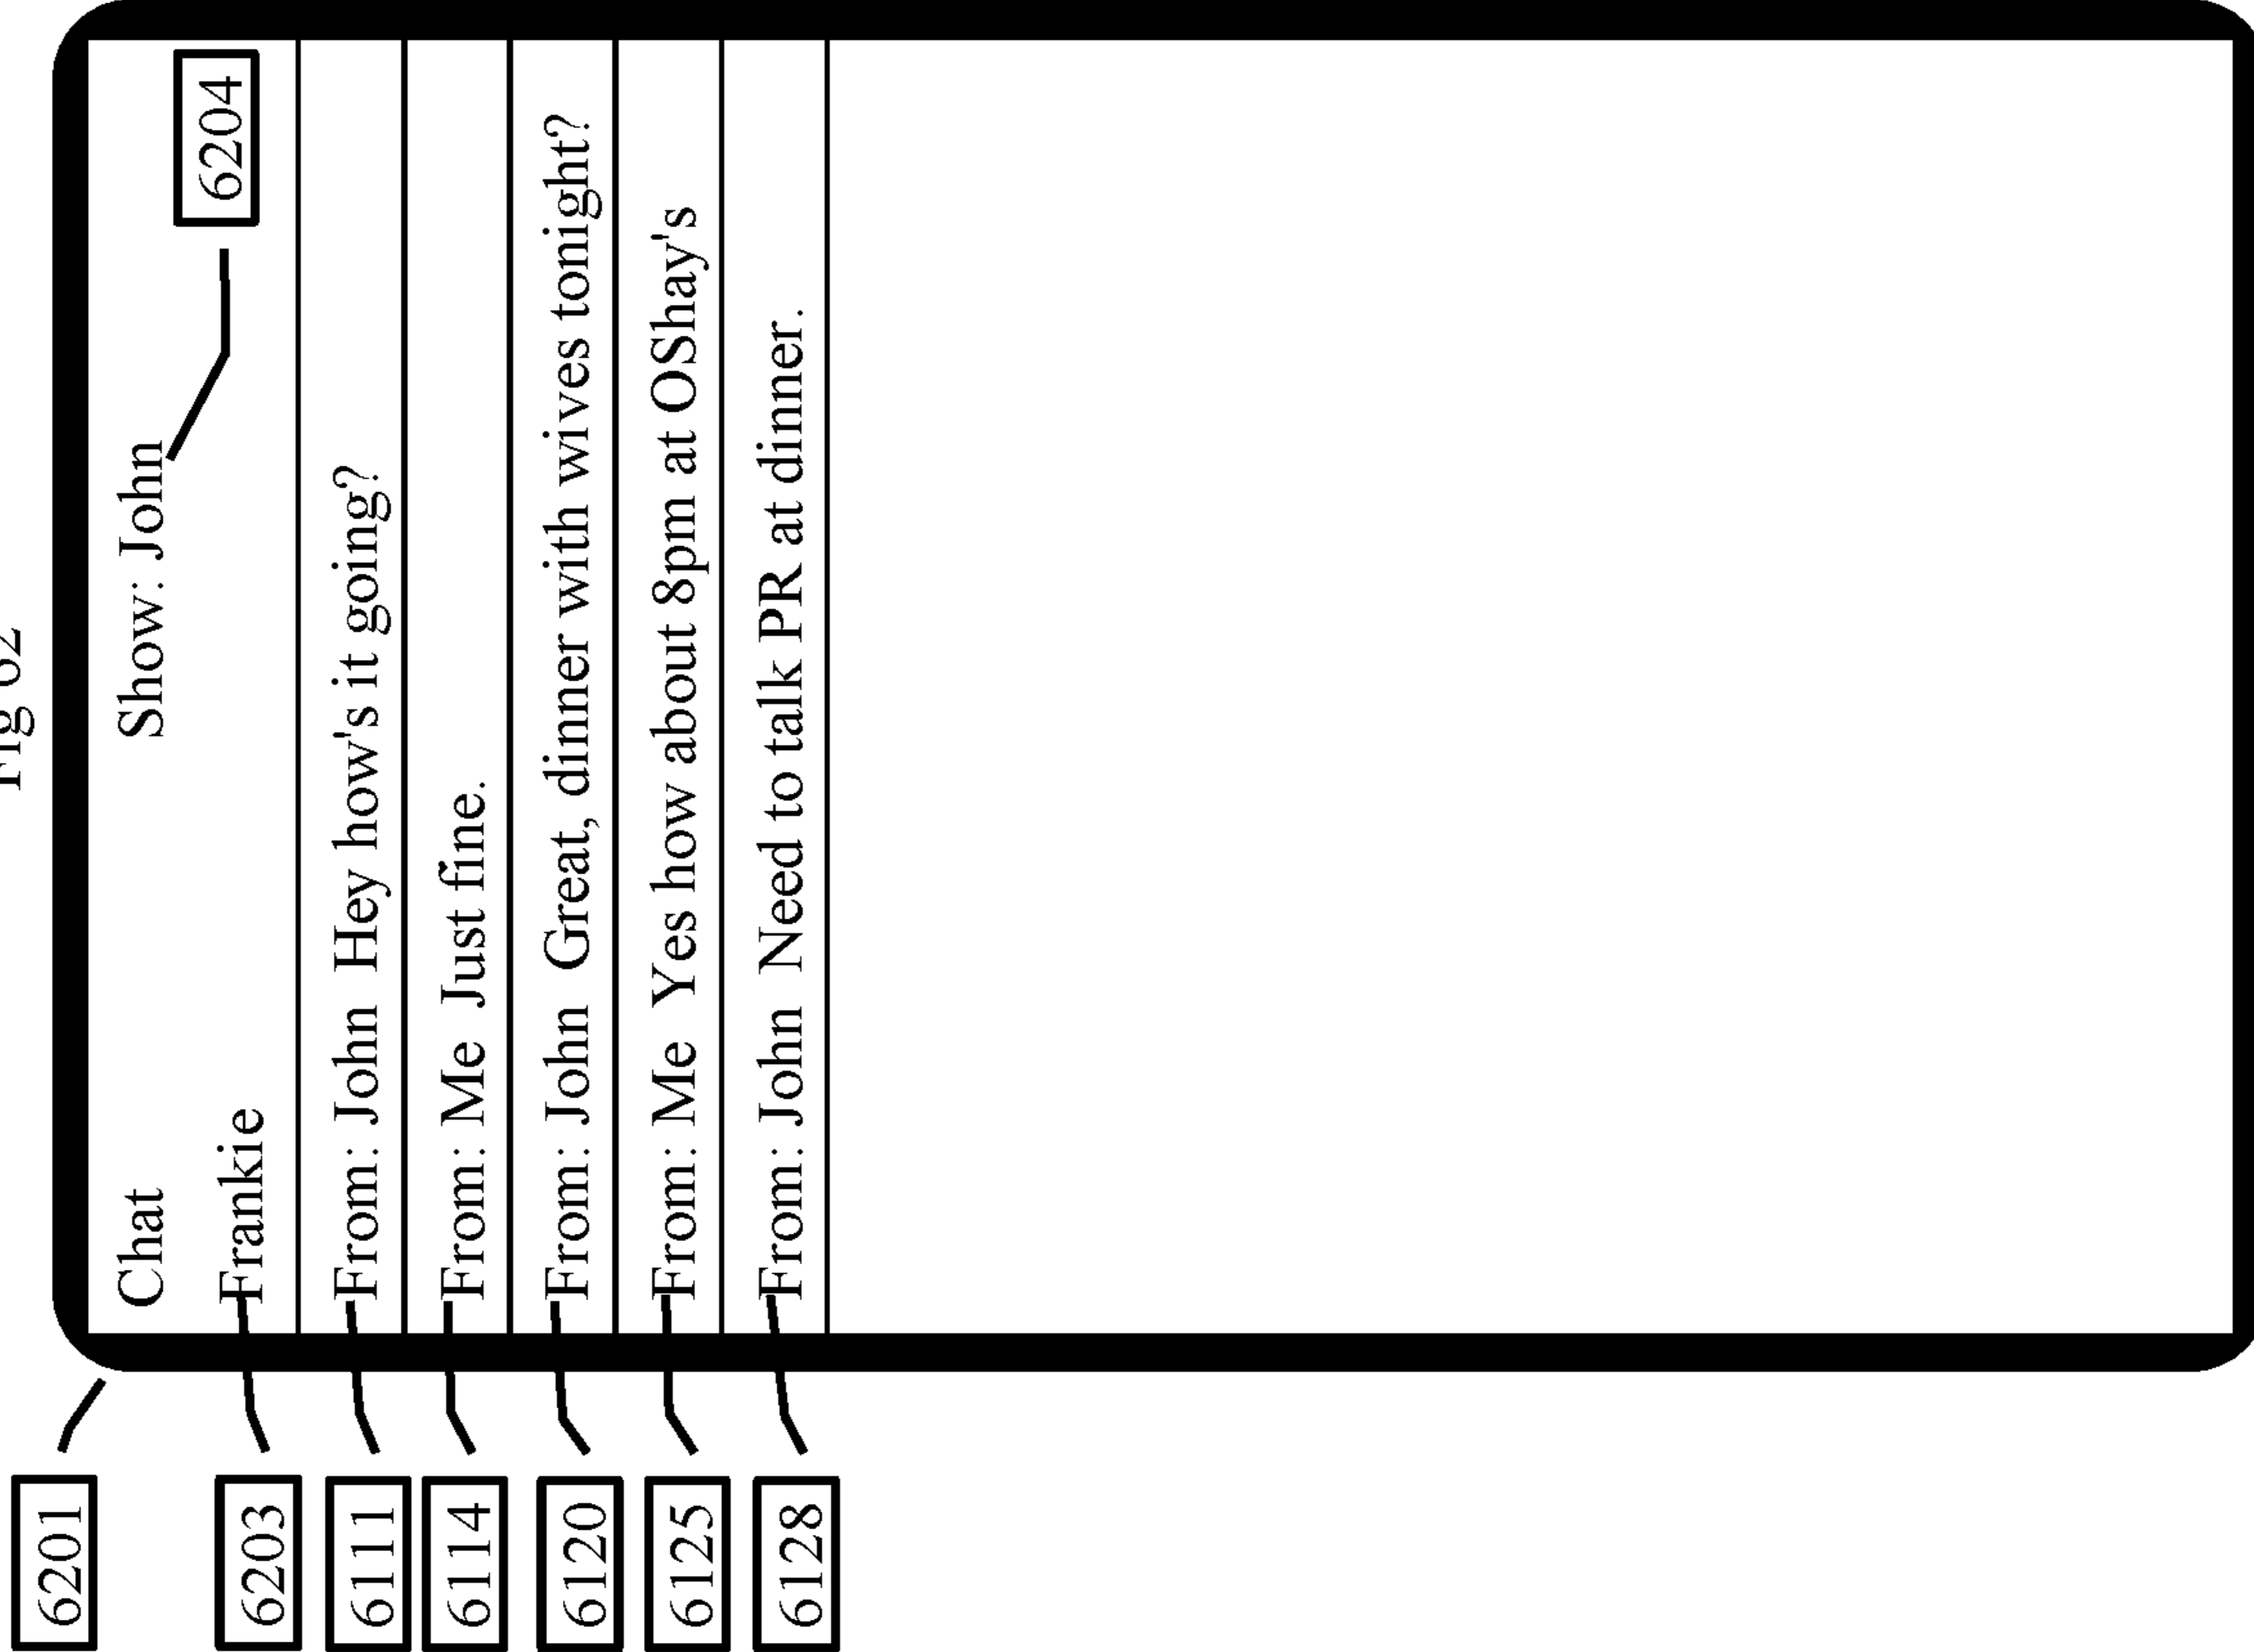 Fig 62
Chat Show: John
6201
Frankie
6203
6204
From: John Hey how's it going?
6111
From: Me Just fine.
6114
From: John Great, dinner with wives tonight?
6120
From: Me Yes how about 8pm at OShay's
6125
From: John Need to talk PR at dinner.
6128